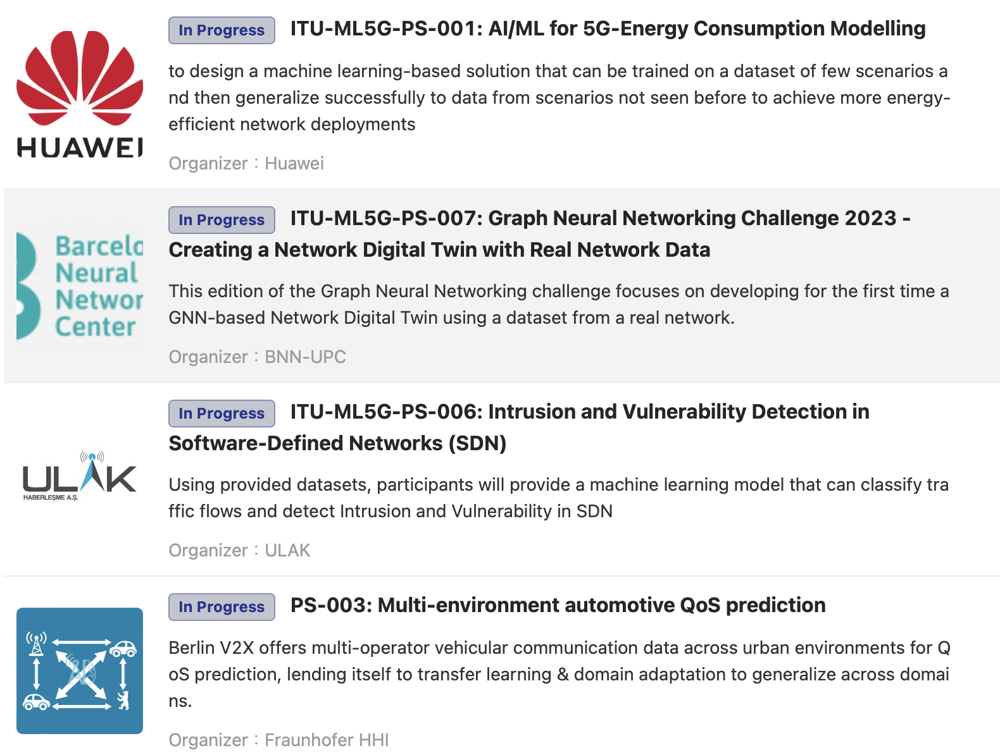 HUAWEI
In Progress ITU-ML5G-PS-001: AI/ML for 5G-Energy Consumption Modelling
to design a machine learning-based solution that can be trained on a dataset of few scenarios a
nd then generalize successfully to data from scenarios not seen before to achieve more energy-
efficient network deployments
Organizer : Huawei
Barcelo
Neural
Networ
Center
In Progress ITU-ML5G-PS-007: Graph Neural Networking Challenge 2023 -
Creating a Network Digital Twin with Real Network Data
This edition of the Graph Neural Networking challenge focuses on developing for the first time a
GNN-based Network Digital Twin using a dataset from a real network.
Organizer : BNN-UPC
ULAK
HABERLEŞME A.Ş.
In Progress ITU-ML5G-PS-006: Intrusion and Vulnerability Detection in
Software-Defined Networks (SDN)
Using provided datasets, participants will provide a machine learning model that can classify tra
ffic flows and detect Intrusion and Vulnerability in SDN
Organizer : ULAK
In Progress PS-003: Multi-environment automotive QoS prediction
Berlin V2X offers multi-operator vehicular communication data across urban environments for Q
oS prediction, lending itself to transfer learning & domain adaptation to generalize across domai
ns.
Organizer : Fraunhofer HHI